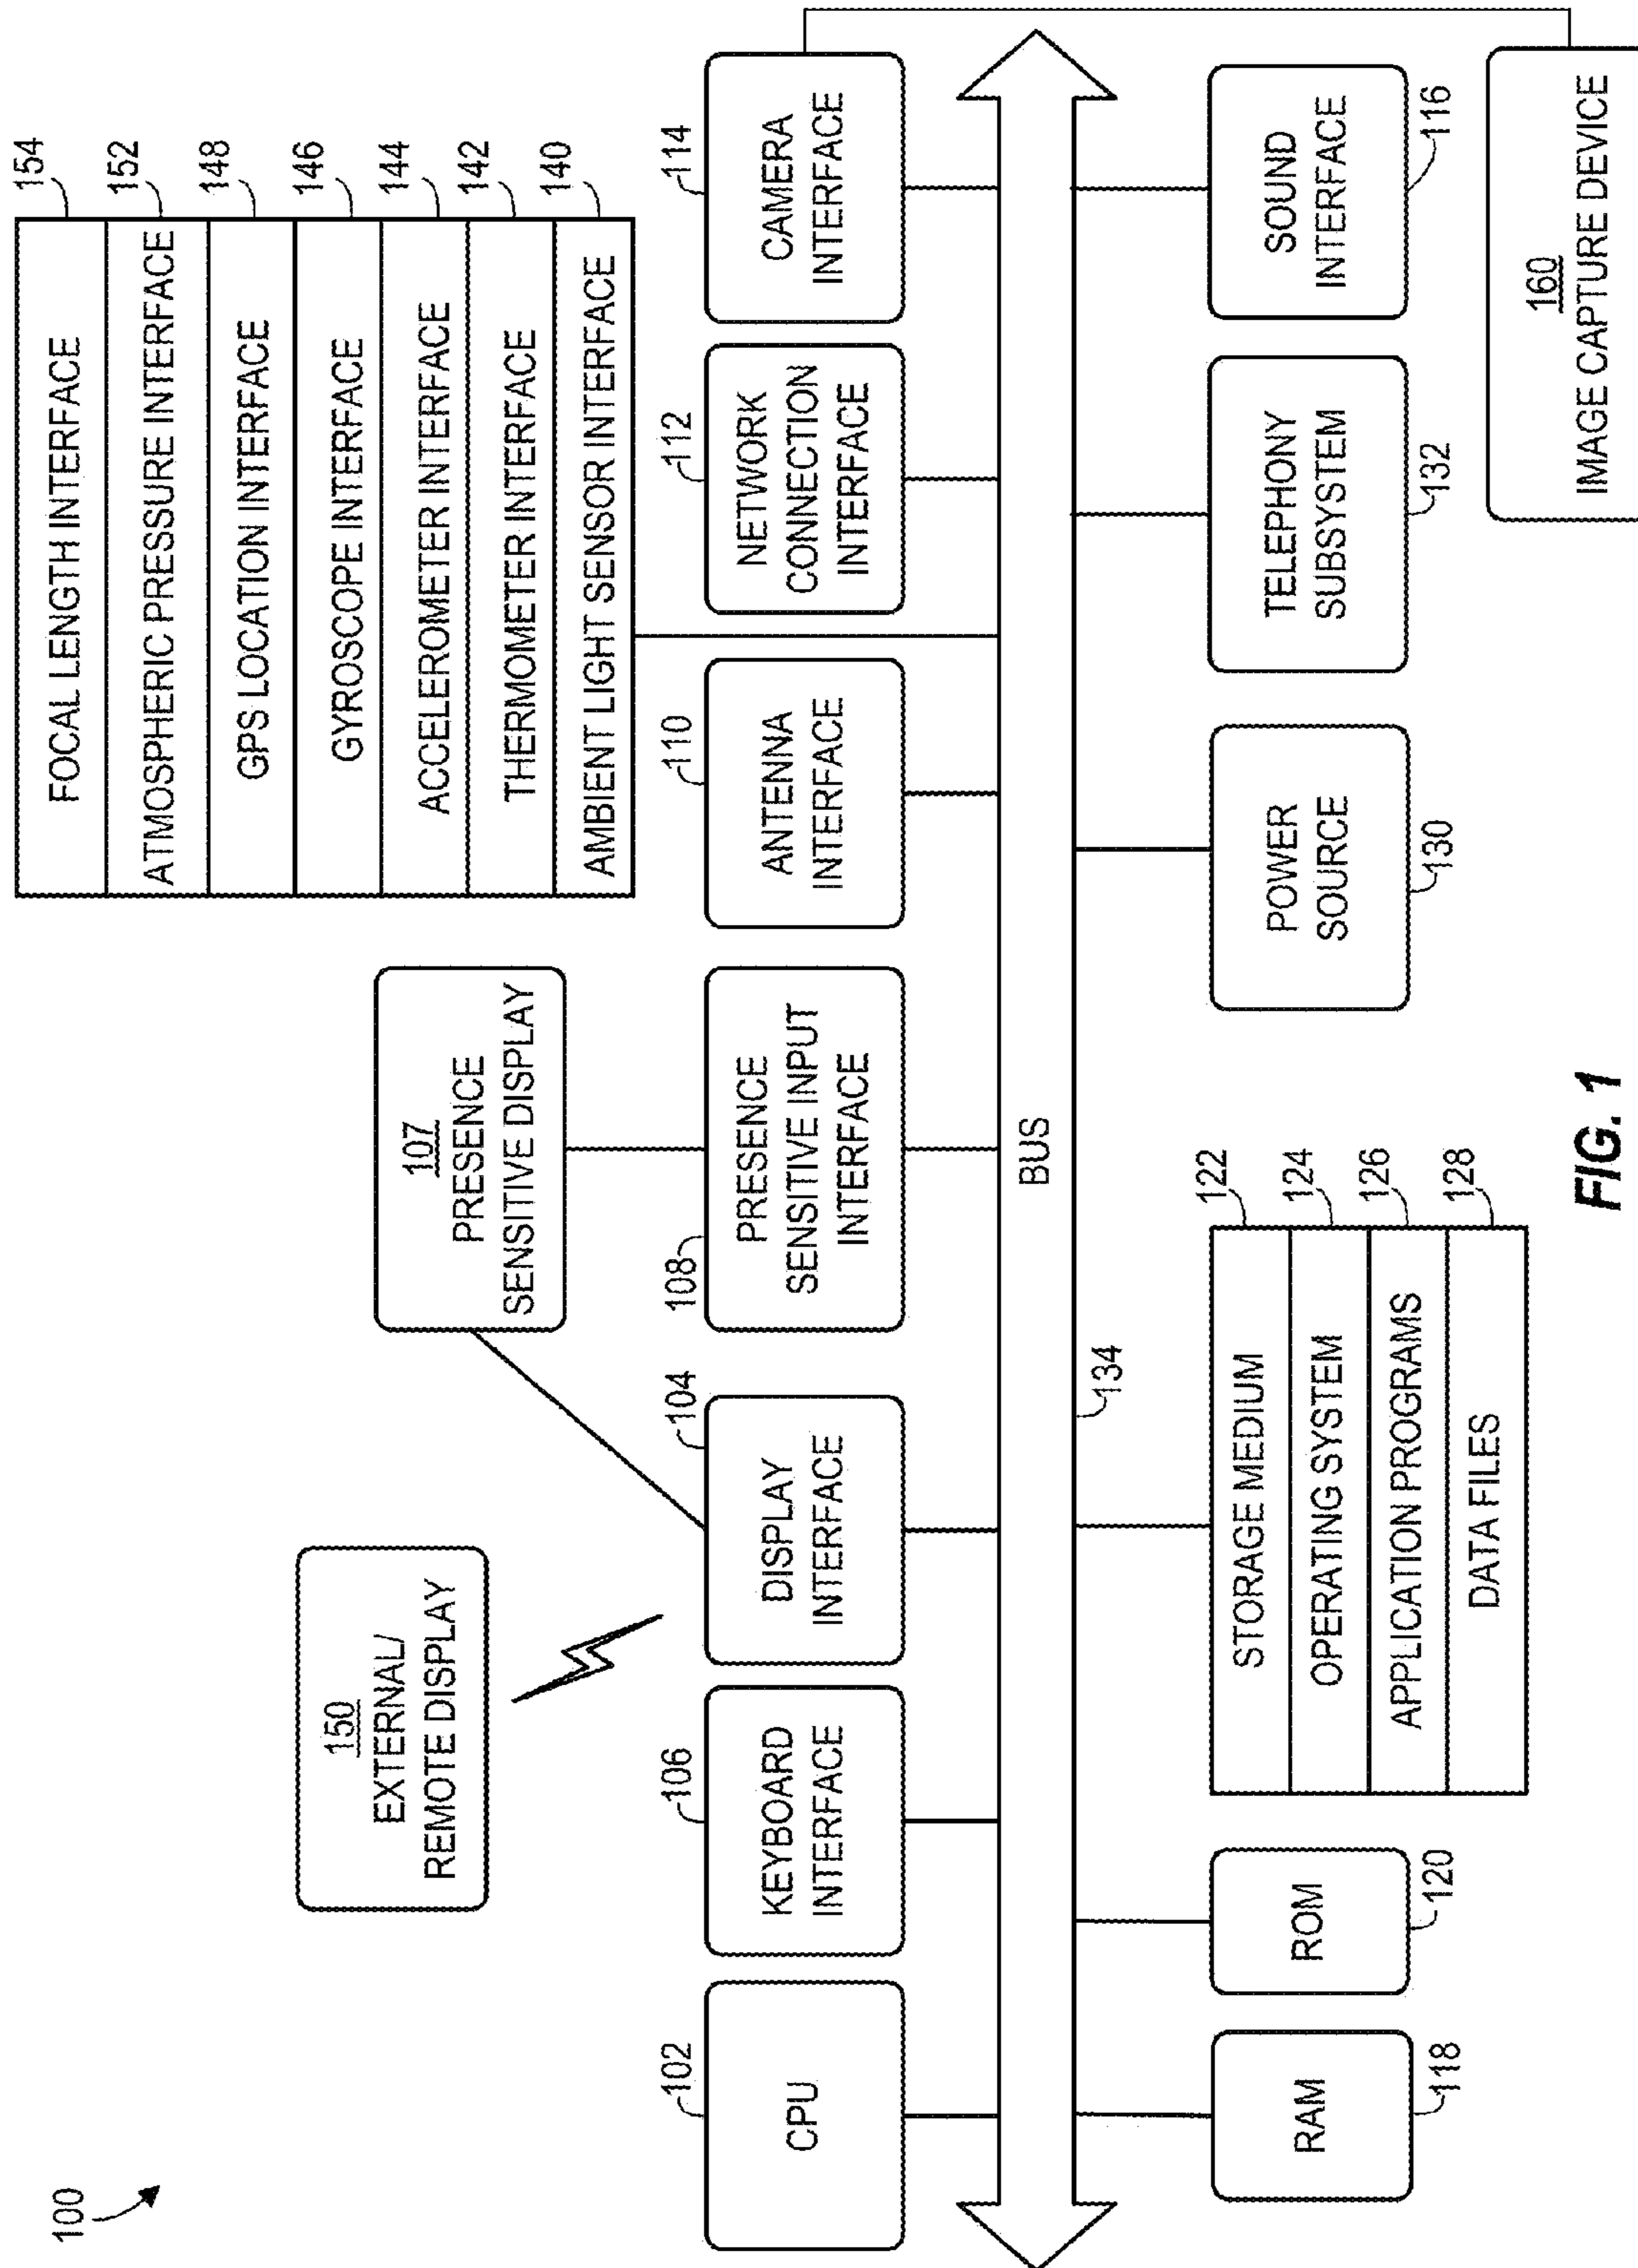 100
150
EXTERNAL/
REMOTE DISPLAY
107
PRESENCE
SENSITIVE DISPLAY
FOCAL LENGTH INTERFACE
154
ATMOSPHERIC PRESSURE INTERFACE
152
GPS LOCATION INTERFACE
148
GYROSCOPE INTERFACE
146
ACCELEROMETER INTERFACE
144
THERMOMETER INTERFACE
142
AMBIENT LIGHT SENSOR INTERFACE
140
102
CPU
106
KEYBOARD
INTERFACE
104
DISPLAY
INTERFACE
108
PRESENCE
SENSITIVE INPUT
INTERFACE
110
ANTENNA
INTERFACE
112
NETWORK
CONNECTION
INTERFACE
114
CAMERA
INTERFACE
BUS
134
RAM
118
ROM
120
STORAGE MEDIUM
122
OPERATING SYSTEM
124
APPLICATION PROGRAMS
126
DATA FILES
128
POWER
SOURCE
130
TELEPHONY
SUBSYSTEM
132
SOUND
INTERFACE
116
160
IMAGE CAPTURE DEVICE
FIG. 1